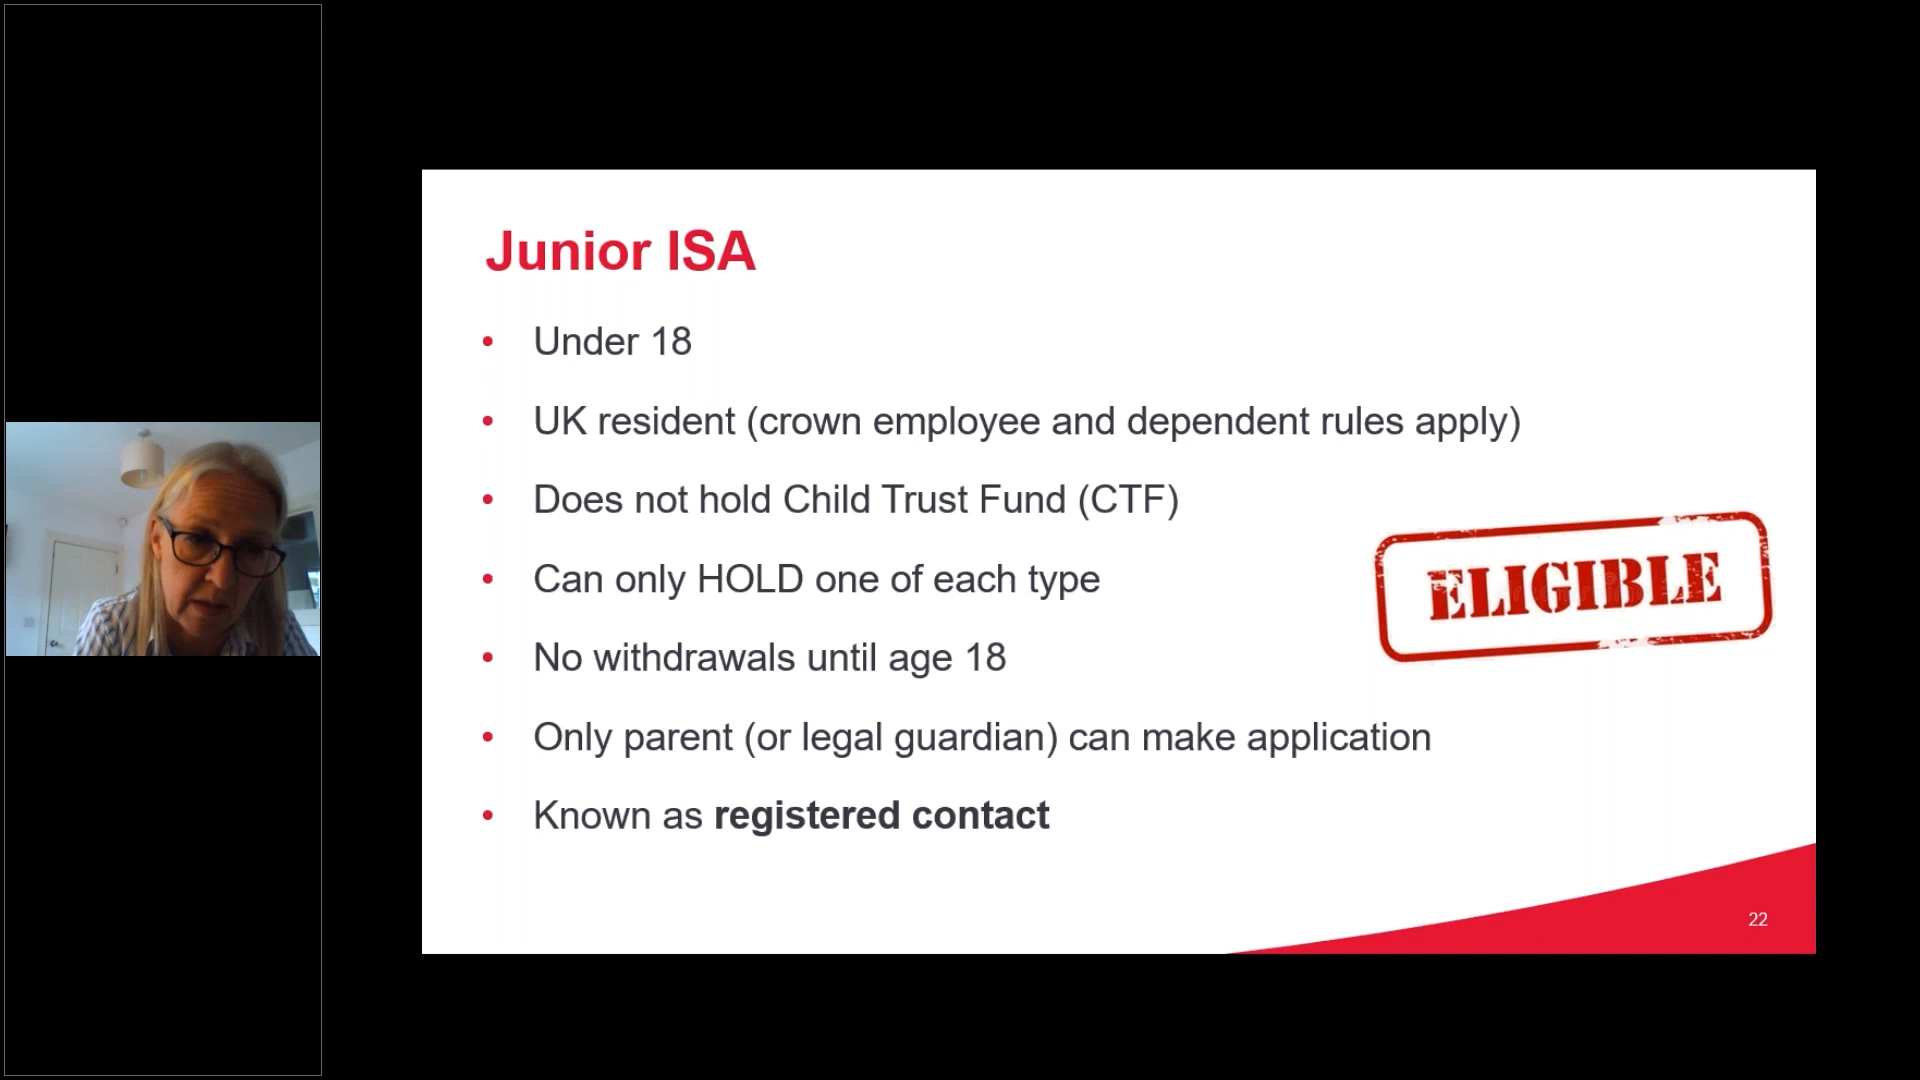 Junior ISA
• Under 18
• UK resident (crown employee and dependent rules apply)
• Does not hold Child Trust Fund (CTF)
• Can only HOLD one of each type
• No withdrawals until age 18
• Only parent (or legal guardian) can make application
• Known as registered contact
ELIGIBLE
22